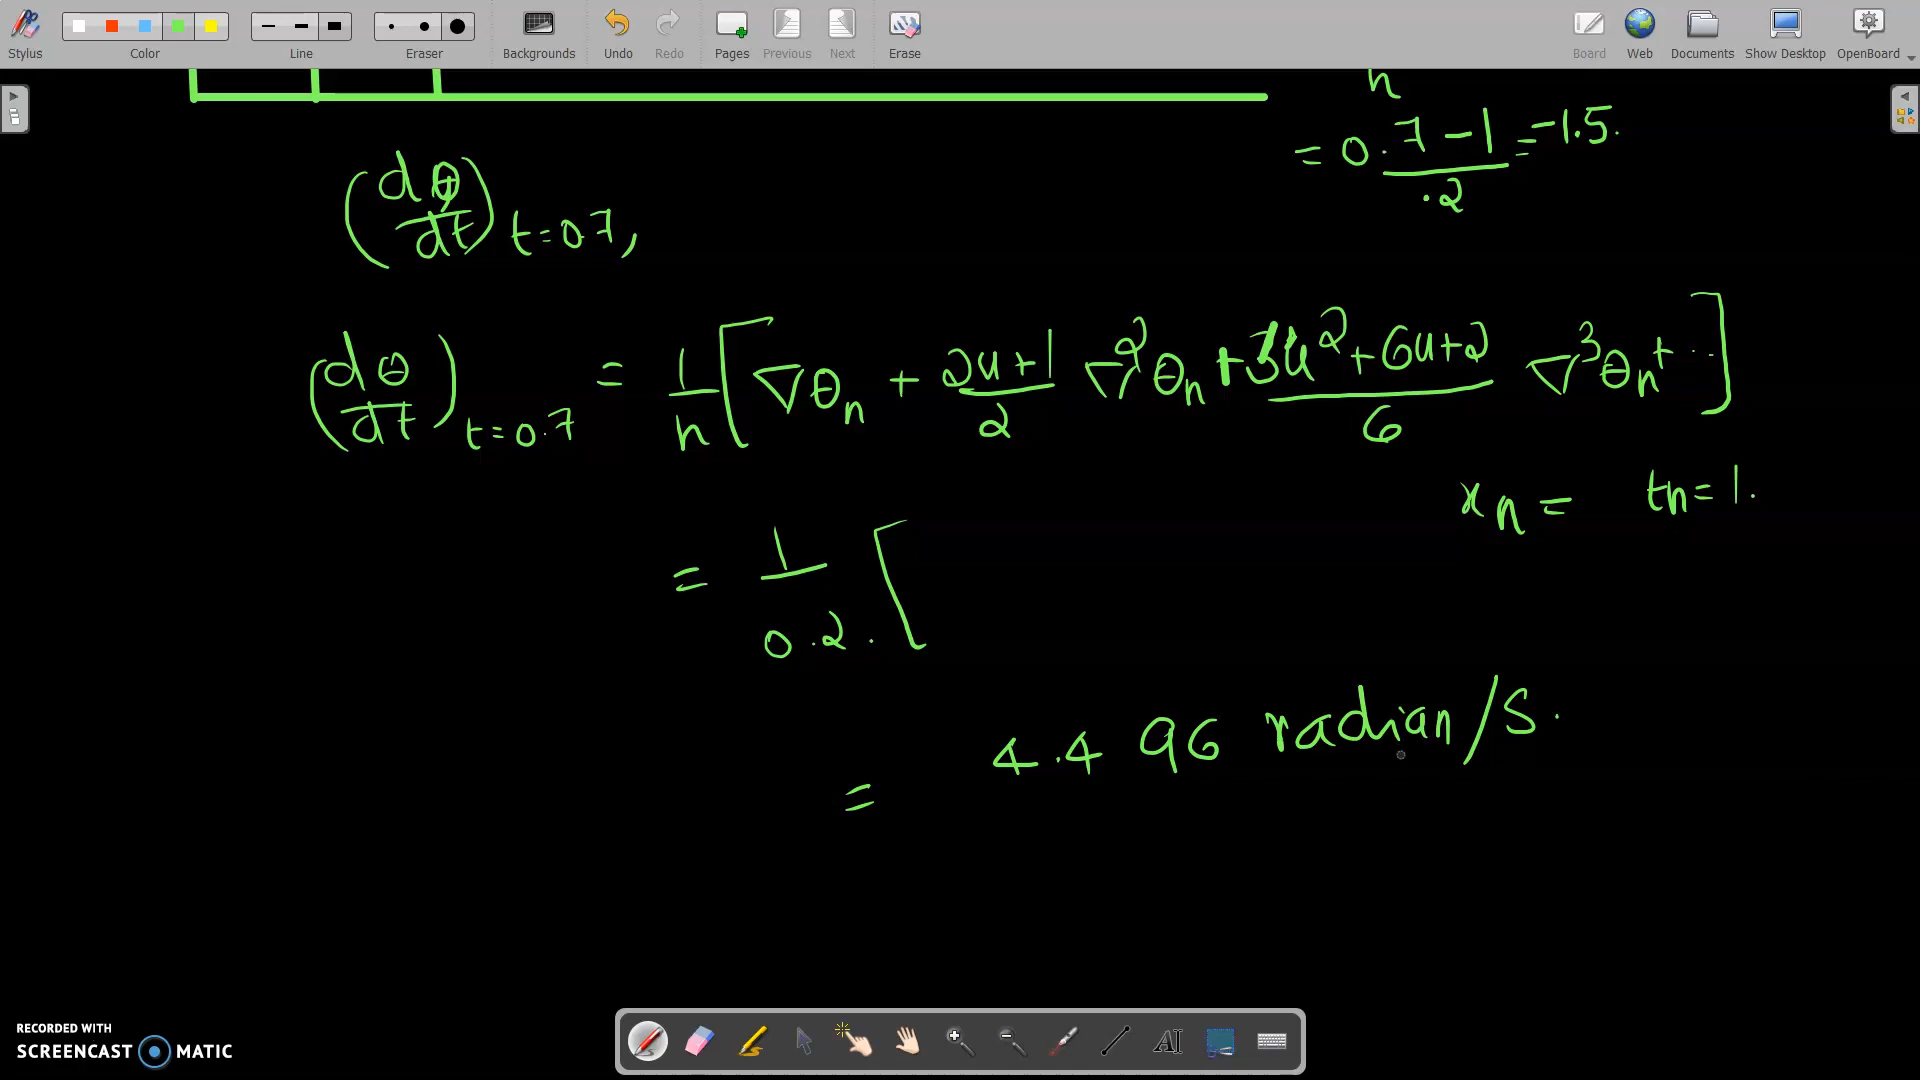 Stylus Color Line Eraser Backgrounds Undo Redo Pages Previous Next Erase Board Web Documents Show Desktop OpenBoard
h
= 0.7 - 1 / .2 = -1.5.
(dθ/dt) t = 0.7,
(dθ/dt) t = 0.7 = 1/h [∇θn + 2u+1/2 ∇²θn + 3u²+6u+2/6 ∇³θn + ...]
xn = tn = 1.
= 1/0.2. [
= 4.496 radian/s.
RECORDED WITH
SCREENCAST MATIC